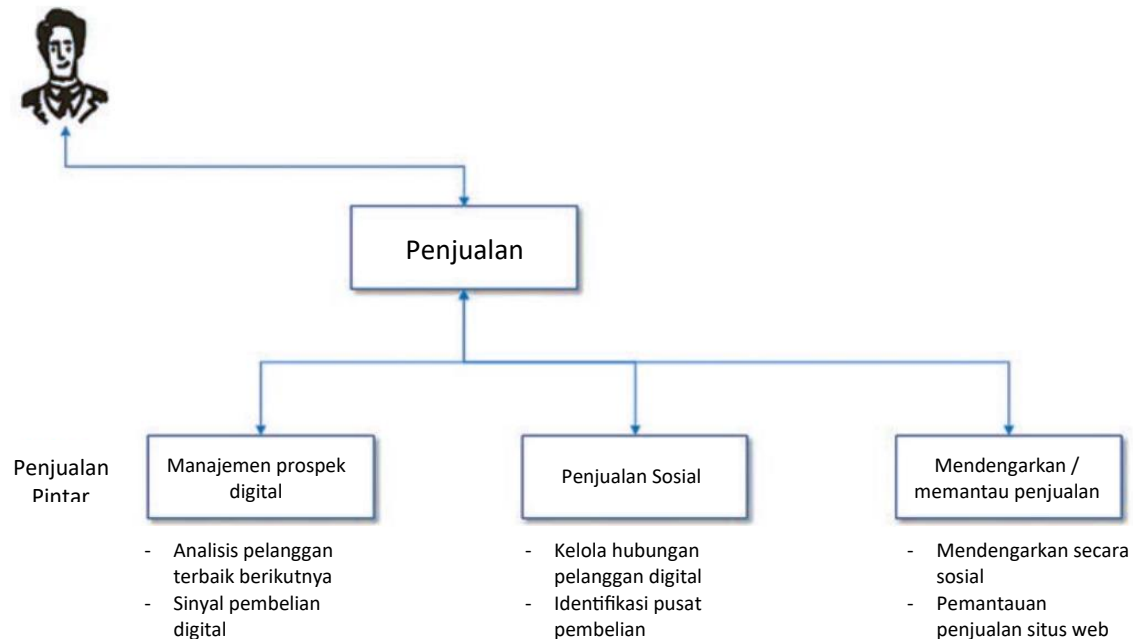 Penjualan
Penjualan
Pintar
Manajemen prospek
digital
Penjualan Sosial
Mendengarkan /
memantau penjualan
- Analisis pelanggan
terbaik berikutnya
- Sinyal pembelian
digital
- Kelola hubungan
pelanggan digital
- Identifikasi pusat
pembelian
- Mendengarkan secara
sosial
- Pemantauan
penjualan situs web